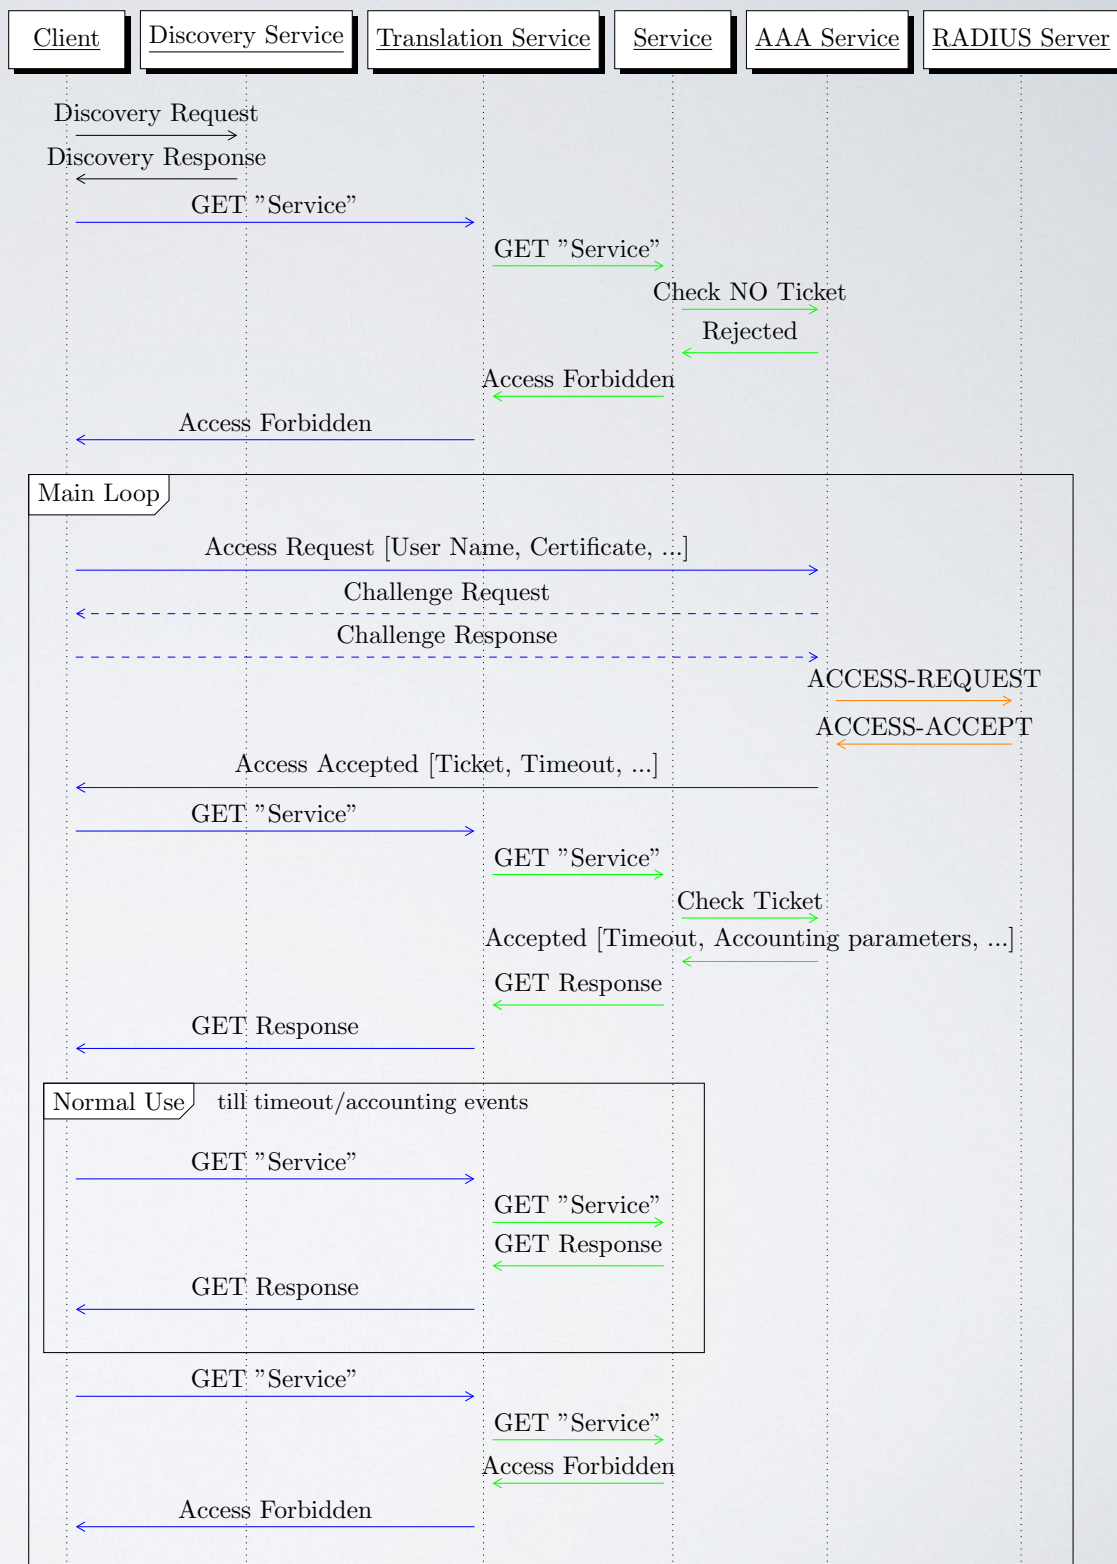 Client
Discovery Service
Translation Service
Service
AAA Service
RADIUS Server
Discovery Request
Discovery Response
GET ”Service”
GET ”Service”
Check NO Ticket
Rejected
Access Forbidden
Access Forbidden
Main Loop
Access Request [User Name, Certificate, ...]
Challenge Request
Challenge Response
ACCESS-REQUEST
ACCESS-ACCEPT
Access Accepted [Ticket, Timeout, ...]
GET ”Service”
GET ”Service”
Check Ticket
Accepted [Timeout, Accounting parameters, ...]
GET Response
GET Response
Normal Use till timeout/accounting events
GET ”Service”
GET ”Service”
GET Response
GET Response
GET ”Service”
GET ”Service”
Access Forbidden
Access Forbidden